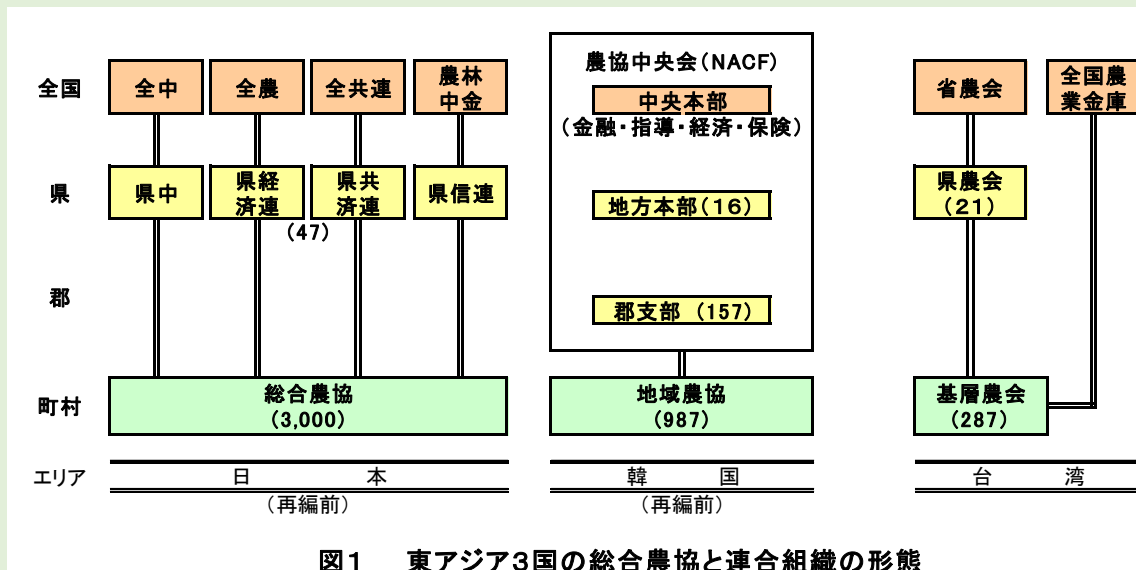 農協中央会(NACF)
全国
全中
全農
全共連
農林
中金
中央本部
(金融・指導・経済・保険)
省農会
全国農
業金庫
県
県中
県経
済連
県共
済連
県信連
(47)
地方本部(16)
県農会
(21)
郡
郡支部 (157)
町村
総合農協
(3,000)
地域農協
(987)
基層農会
(287)
エリア
日 本
韓 国
台 湾
(再編前)
(再編前)
図1 東アジア3国の総合農協と連合組織の形態